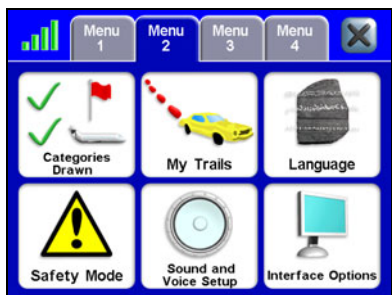 Menu Menu Menu Menu
1 2 3 4
Categories
Drawn
My Trails
Language
Safety Mode
Sound and
Voice Setup
Interface Options